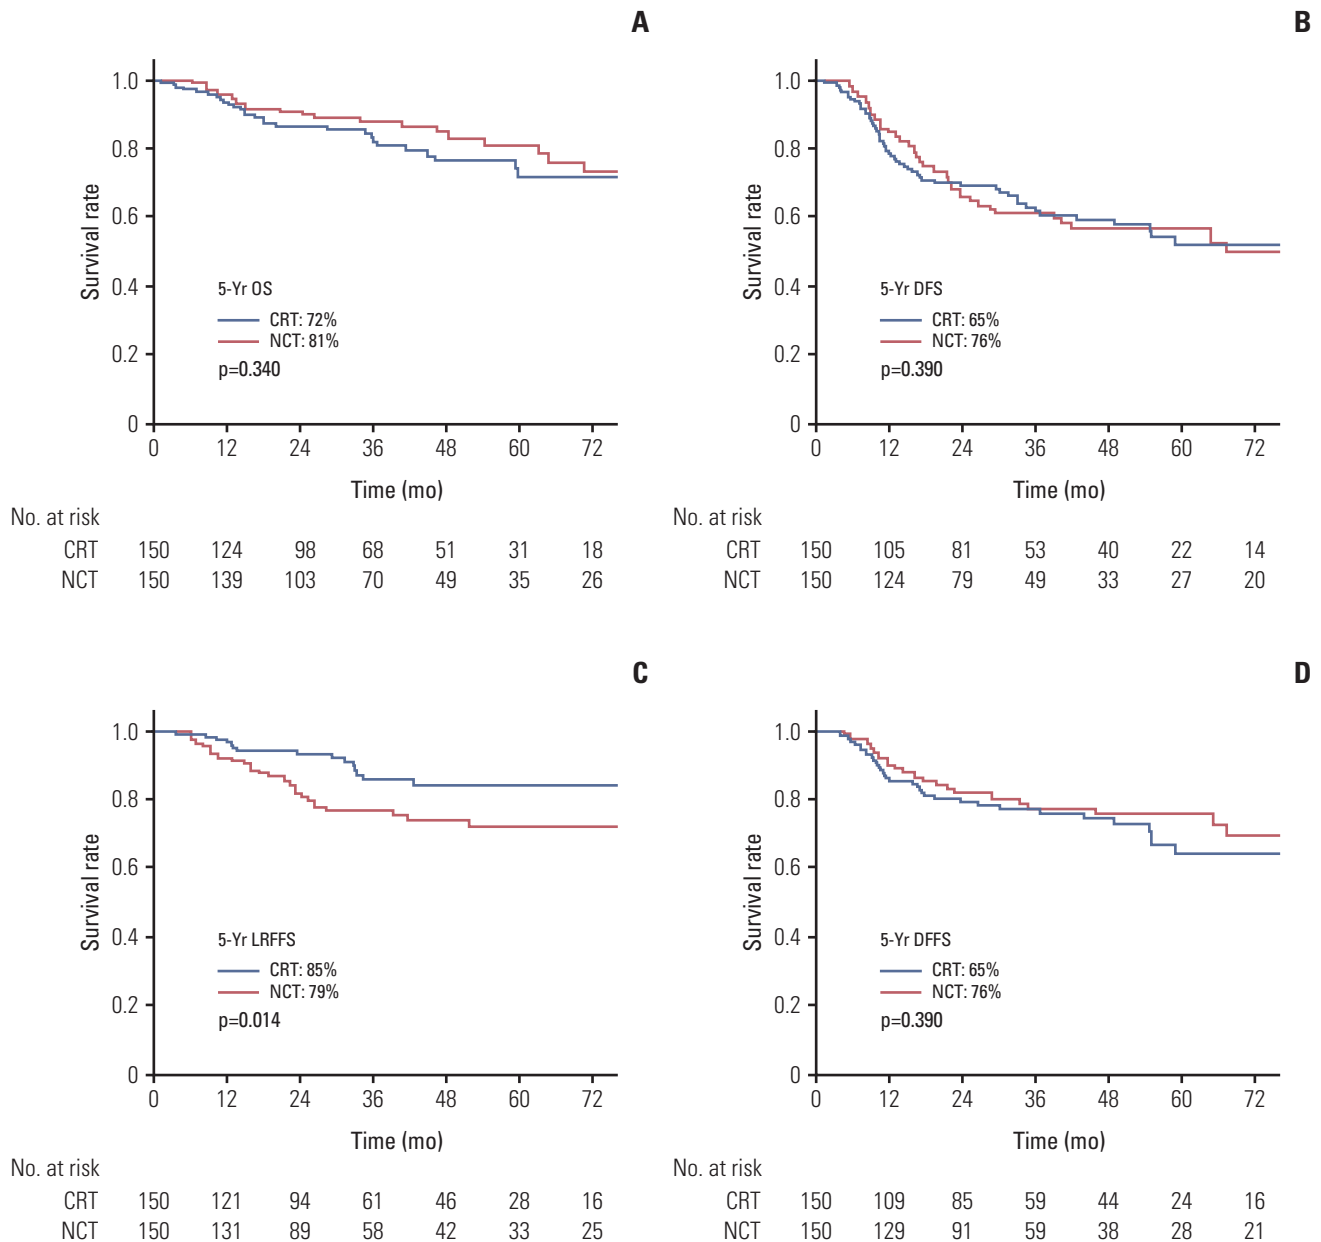 A
1.0
0.8
0.6
0.4
0.2
0
Survival rate
5-Yr OS
CRT: 72%
NCT: 81%
p=0.340
0 12 24 36 48 60 72
Time (mo)
No. at risk
CRT 150 124 98 68 51 31 18
NCT 150 139 103 70 49 35 26
B
1.0
0.8
0.6
0.4
0.2
0
Survival rate
5-Yr DFS
CRT: 65%
NCT: 76%
p=0.390
0 12 24 36 48 60 72
Time (mo)
No. at risk
CRT 150 105 81 53 40 22 14
NCT 150 124 79 49 33 27 20
C
1.0
0.8
0.6
0.4
0.2
0
Survival rate
5-Yr LRFFS
CRT: 85%
NCT: 79%
p=0.014
0 12 24 36 48 60 72
Time (mo)
No. at risk
CRT 150 121 94 61 46 28 16
NCT 150 131 89 58 42 33 25
D
1.0
0.8
0.6
0.4
0.2
0
Survival rate
5-Yr DFFS
CRT: 65%
NCT: 76%
p=0.390
0 12 24 36 48 60 72
Time (mo)
No. at risk
CRT 150 109 85 59 44 24 16
NCT 150 129 91 59 38 28 21